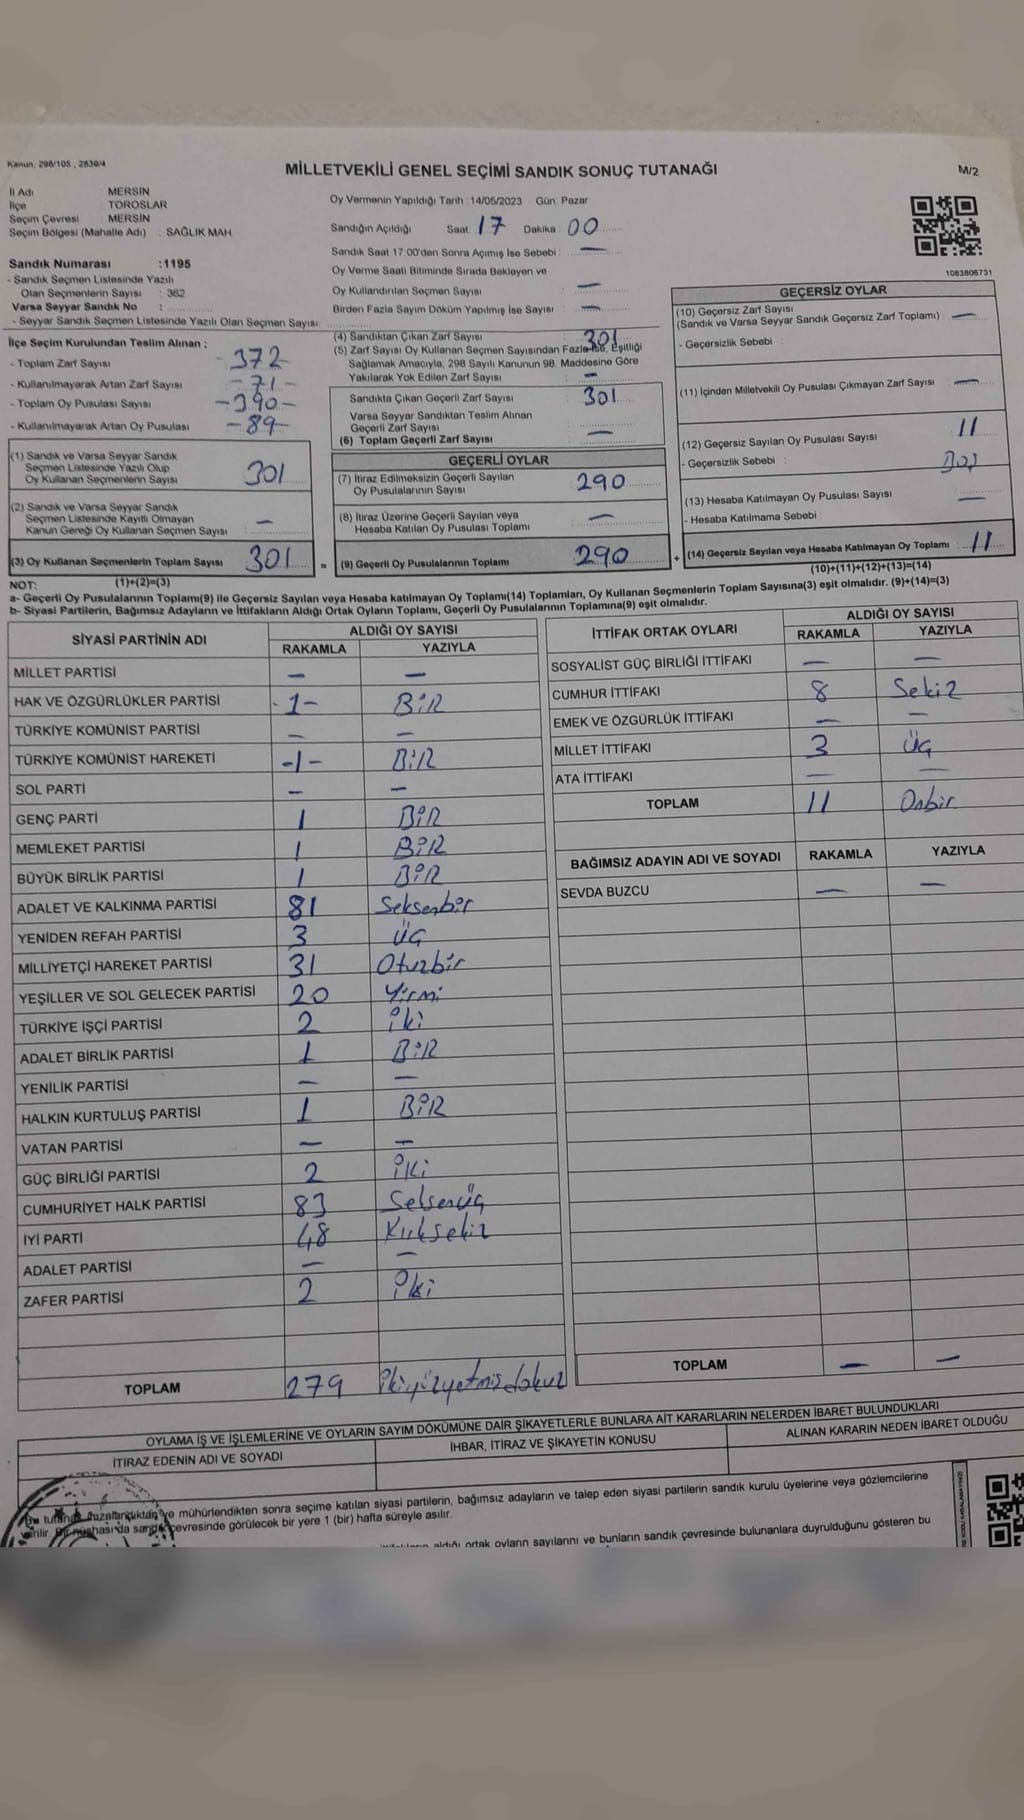 Kanun, 298/105 , 2839/4
MİLLETVEKİLİ GENEL SEÇİMİ SANDIK SONUÇ TUTANAĞI
M/2
İl Adı MERSİN
İlçe TOROSLAR
Seçim Çevresi MERSİN
Seçim Bölgesi (Mahalle Adı) : SAĞLIK MAH.
Sandık Numarası :1195
- Sandık Seçmen Listesinde Yazılı
Olan Seçmenlerin Sayısı : 362
Varsa Seyyar Sandık No :
- Seyyar Sandık Seçmen Listesinde Yazılı Olan Seçmen Sayısı:
İlçe Seçim Kurulundan Teslim Alınan ;
- Toplam Zarf Sayısı - 372
- Kullanılmayarak Artan Zarf Sayısı - 71 -
- Toplam Oy Pusulası Sayısı - 390 -
- Kullanılmayarak Artan Oy Pusulası - 89 -
(1) Sandık ve Varsa Seyyar Sandık
Seçmen Listesinde Yazılı Olup
Oy Kullanan Seçmenlerin Sayısı 301
(2) Sandık ve Varsa Seyyar Sandık
Seçmen Listesinde Kayıtlı Olmayan
Kanun Gereği Oy Kullanan Seçmen Sayısı : —
(3) Oy Kullanan Seçmenlerin Toplam Sayısı 301 =
(1)+(2)=(3)
Oy Vermenin Yapıldığı Tarih :14/05/2023 Gün: Pazar
Sandığın Açıldığı Saat: 17 Dakika: 00
Sandık Saat 17:00'den Sonra Açımış İse Sebebi : —
Oy Verme Saati Bitiminde Sırada Bekleyen ve
Oy Kullandırılan Seçmen Sayısı : —
Birden Fazla Sayım Döküm Yapılmış İse Sayısı : —
(4) Sandıktan Çıkan Zarf Sayısı : 301
(5) Zarf Sayısı Oy Kullanan Seçmen Sayısından Fazla ise, Eşitliği
Sağlamak Amacıyla; 298 Sayılı Kanunun 98. Maddesine Göre
Yakılarak Yok Edilen Zarf Sayısı : —
Sandıkta Çıkan Geçerli Zarf Sayısı : 301
Varsa Seyyar Sandıktan Teslim Alınan
Geçerli Zarf Sayısı
(6) Toplam Geçerli Zarf Sayısı : —
GEÇERLİ OYLAR
(7) İtiraz Edilmeksizin Geçerli Sayılan
Oy Pusulalarının Sayısı : 290
(8) İtiraz Üzerine Geçerli Sayılan veya
Hesaba Katılan Oy Pusulası Toplamı : —
(9) Geçerli Oy Pusulalarının Toplamı 290 +
1083806731
GEÇERSİZ OYLAR
(10) Geçersiz Zarf Sayısı
(Sandık ve Varsa Seyyar Sandık Geçersiz Zarf Toplamı) : —
- Geçersizlik Sebebi :
(11) İçinden Milletvekili Oy Pusulası Çıkmayan Zarf Sayısı : —
(12) Geçersiz Sayılan Oy Pusulası Sayısı : 11
- Geçersizlik Sebebi :
(13) Hesaba Katılmayan Oy Pusulası Sayısı : —
- Hesaba Katılmama Sebebi :
(14) Geçersiz Sayılan veya Hesaba Katılmayan Oy Toplamı : 11
(10)+(11)+(12)+(13)=(14)
NOT:
a- Geçerli Oy Pusulalarının Toplamı(9) ile Geçersiz Sayılan veya Hesaba katılmayan Oy Toplamı(14) Toplamları, Oy Kullanan Seçmenlerin Toplam Sayısına(3) eşit olmalıdır. (9)+(14)=(3)
b- Siyasi Partilerin, Bağımsız Adayların ve İttifakların Aldığı Ortak Oyların Toplamı, Geçerli Oy Pusulalarının Toplamına(9) eşit olmalıdır.
SİYASİ PARTİNİN ADI ALDIĞI OY SAYISI
RAKAMLA YAZIYLA
MİLLET PARTİSİ — —
HAK VE ÖZGÜRLÜKLER PARTİSİ - 1 - BİR
TÜRKİYE KOMÜNİST PARTİSİ — —
TÜRKİYE KOMÜNİST HAREKETİ - 1 - BİR
SOL PARTİ — —
GENÇ PARTİ 1 BİR
MEMLEKET PARTİSİ 1 BİR
BÜYÜK BİRLİK PARTİSİ 1 BİR
ADALET VE KALKINMA PARTİSİ 81 Seksenbir
YENİDEN REFAH PARTİSİ 3 ÜÇ
MİLLİYETÇİ HAREKET PARTİSİ 31 Oturbir
YEŞİLLER VE SOL GELECEK PARTİSİ 20 Yirmi
TÜRKİYE İŞÇİ PARTİSİ 2 iki
ADALET BİRLİK PARTİSİ 1 BİR
YENİLİK PARTİSİ — —
HALKIN KURTULUŞ PARTİSİ 1 BİR
VATAN PARTİSİ — —
GÜÇ BİRLİĞİ PARTİSİ 2 iki
CUMHURİYET HALK PARTİSİ 83 Seksenüç
İYİ PARTİ 48 Kırksekiz
ADALET PARTİSİ — —
ZAFER PARTİSİ 2 iki
TOPLAM 279 ikiyüzyetmişdokuz
İTTİFAK ORTAK OYLARI ALDIĞI OY SAYISI
RAKAMLA YAZIYLA
SOSYALİST GÜÇ BİRLİĞİ İTTİFAKI — —
CUMHUR İTTİFAKI 8 Sekiz
EMEK VE ÖZGÜRLÜK İTTİFAKI — —
MİLLET İTTİFAKI 3 ÜÇ
ATA İTTİFAKI — —
TOPLAM 11 Onbir
BAĞIMSIZ ADAYIN ADI VE SOYADI RAKAMLA YAZIYLA
SEVDA BUZCU — —
TOPLAM — —
OYLAMA İŞ VE İŞLEMLERİNE VE OYLARIN SAYIM DÖKÜMÜNE DAİR ŞİKAYETLERLE BUNLARA AİT KARARLARIN NELERDEN İBARET BULUNDUKLARI
İTİRAZ EDENİN ADI VE SOYADI İHBAR, İTİRAZ VE ŞİKAYETİN KONUSU ALINAN KARARIN NEDEN İBARET OLDUĞU
Bu tutanak düzenlendikten ve mühürlendikten sonra seçime katılan siyasi partilerin, bağımsız adayların ve talep eden siyasi partilerin sandık kurulu üyelerine veya gözlemcilerine
verilir. Bir nüshası da sandık çevresinde görülecek bir yere 1 (bir) hafta süreyle asılır.
aldığı ortak oyların sayılarını ve bunların sandık çevresinde bulunanlara duyrulduğunu gösteren bu